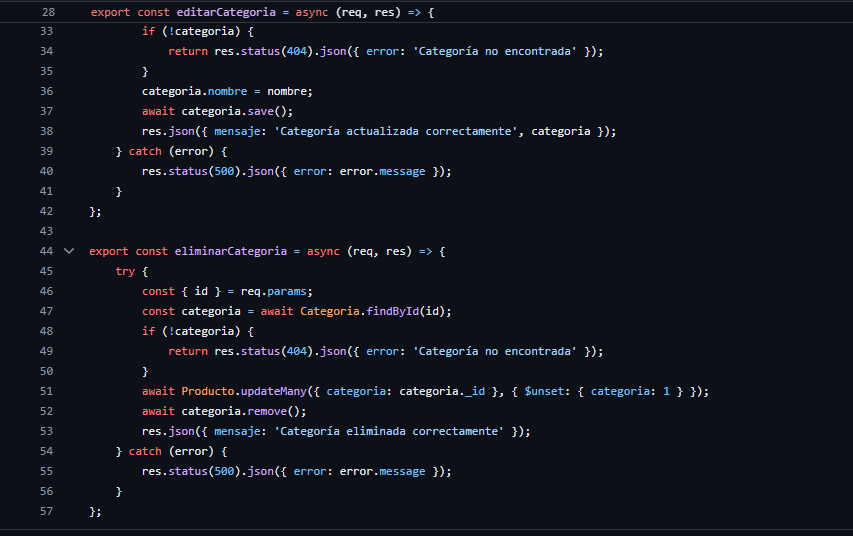 28 export const editarCategoria = async (req, res) => {
33 if (!categoria) {
34 return res.status(404).json({ error: 'Categoría no encontrada' });
35 }
36 categoria.nombre = nombre;
37 await categoria.save();
38 res.json({ mensaje: 'Categoría actualizada correctamente', categoria });
39 } catch (error) {
40 res.status(500).json({ error: error.message });
41 }
42 };
43
44 export const eliminarCategoria = async (req, res) => {
45 try {
46 const { id } = req.params;
47 const categoria = await Categoria.findById(id);
48 if (!categoria) {
49 return res.status(404).json({ error: 'Categoría no encontrada' });
50 }
51 await Producto.updateMany({ categoria: categoria._id }, { $unset: { categoria: 1 } });
52 await categoria.remove();
53 res.json({ mensaje: 'Categoría eliminada correctamente' });
54 } catch (error) {
55 res.status(500).json({ error: error.message });
56 }
57 };